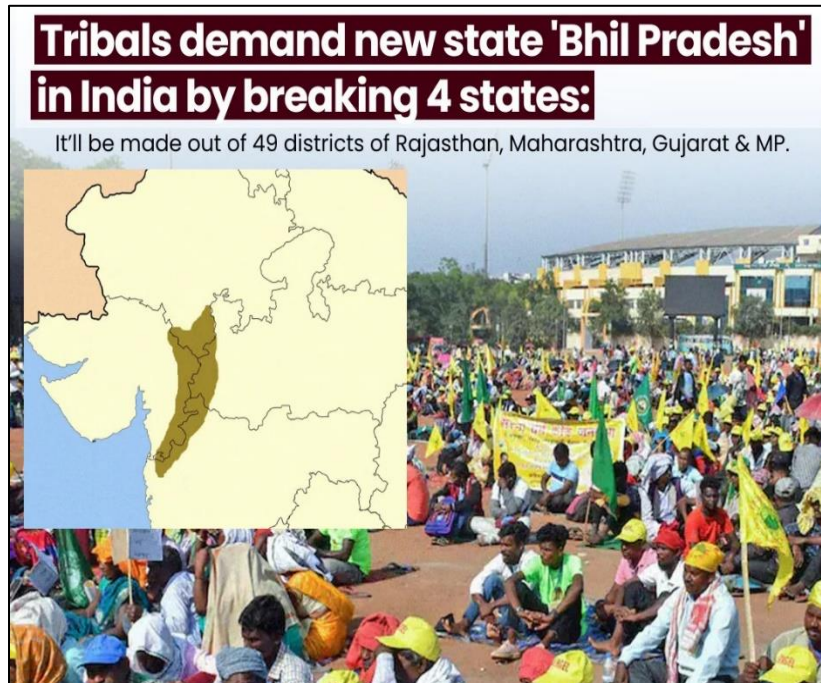 Tribals demand new state 'Bhil Pradesh'
in India by breaking 4 states:
It'll be made out of 49 districts of Rajasthan, Maharashtra, Gujarat & MP.